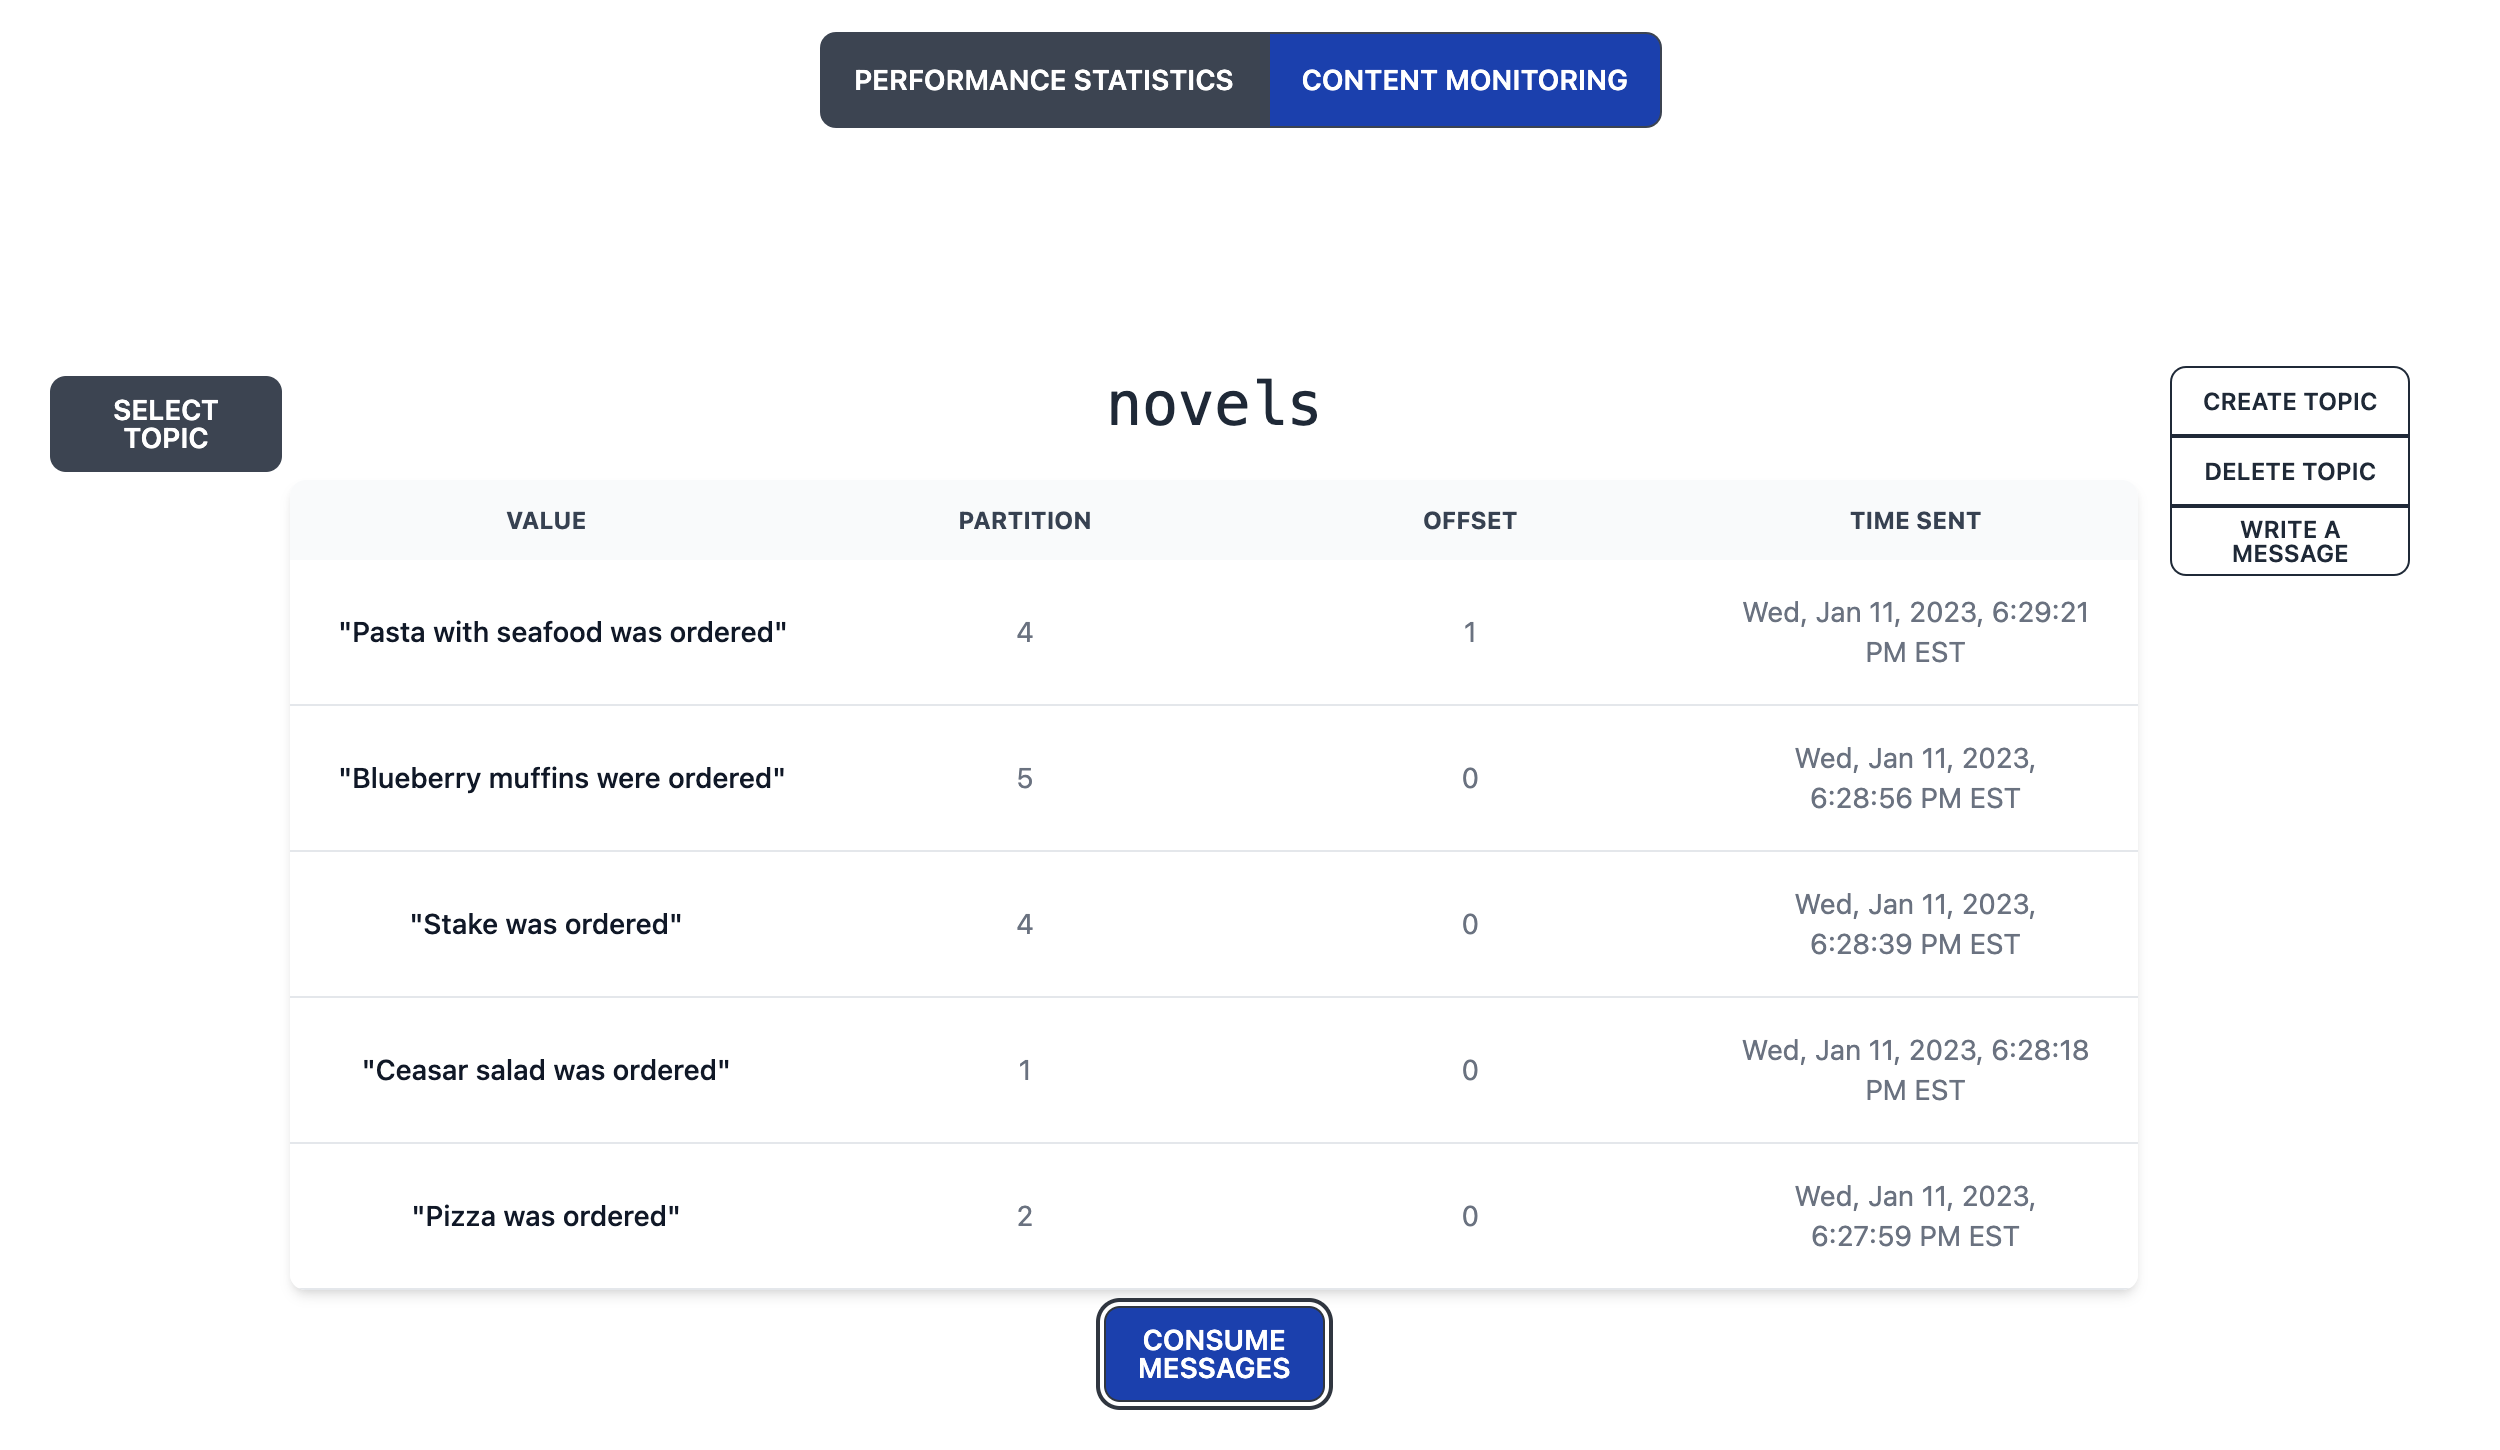 PERFORMANCE STATISTICS CONTENT MONITORING
SELECT
TOPIC
novels
CREATE TOPIC
DELETE TOPIC
WRITE A
MESSAGE
VALUE PARTITION OFFSET TIME SENT
"Pasta with seafood was ordered" 4 1 Wed, Jan 11, 2023, 6:29:21
PM EST
"Blueberry muffins were ordered" 5 0 Wed, Jan 11, 2023,
6:28:56 PM EST
"Stake was ordered" 4 0 Wed, Jan 11, 2023,
6:28:39 PM EST
"Ceasar salad was ordered" 1 0 Wed, Jan 11, 2023, 6:28:18
PM EST
"Pizza was ordered" 2 0 Wed, Jan 11, 2023,
6:27:59 PM EST
CONSUME
MESSAGES